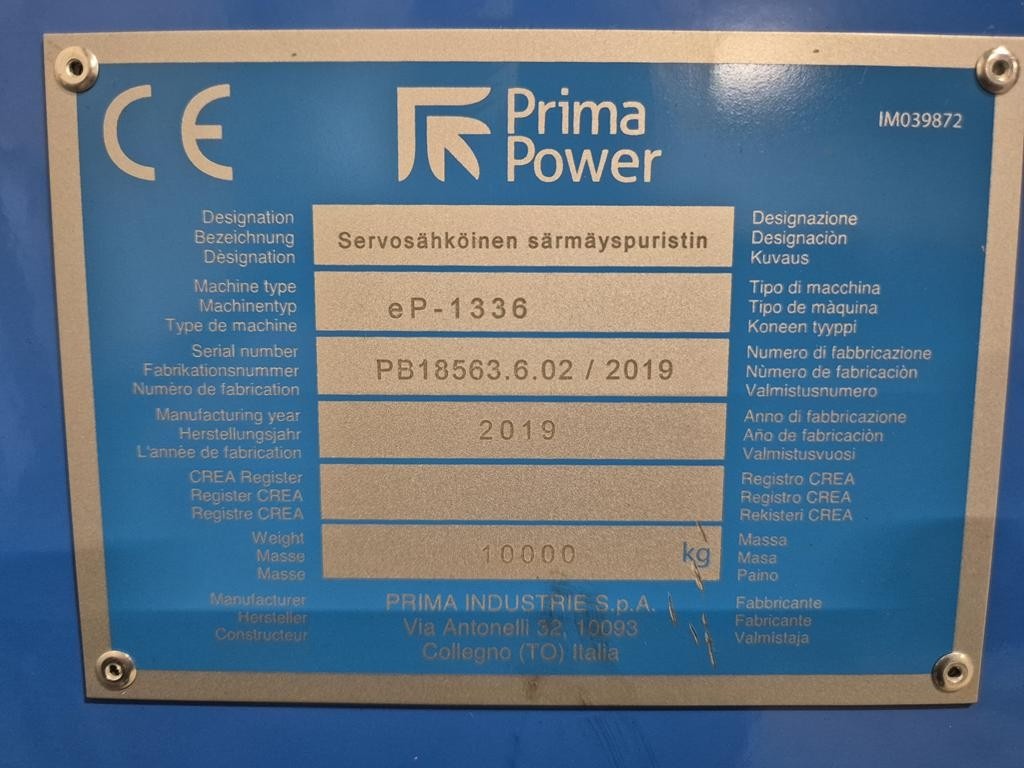 CE
Prima
Power
IM039872
Designation
Bezeichnung
Dèsignation
Servosähköinen särmäyspuristin
Designazione
Designaciòn
Kuvaus
Machine type
Machinentyp
Type de machine
eP-1336
Tipo di macchina
Tipo de màquina
Koneen tyyppi
Serial number
Fabrikationsnummer
Numèro de fabrication
PB18563.6.02 / 2019
Numero di fabbricazione
Nùmero de fabricaciòn
Valmistusnumero
Manufacturing year
Herstellungsjahr
L'annèe de fabrication
2019
Anno di fabbricazione
Año de fabricaciòn
Valmistusvuosi
CREA Register
Register CREA
Registre CREA
Registro CREA
Registro CREA
Rekisteri CREA
Weight
Masse
Masse
10000 kg
Massa
Masa
Paino
Manufacturer
Hersteller
Constructeur
PRIMA INDUSTRIE S.p.A.
Via Antonelli 32, 10093
Collegno (TO) Italia
Fabbricante
Fabricante
Valmistaja